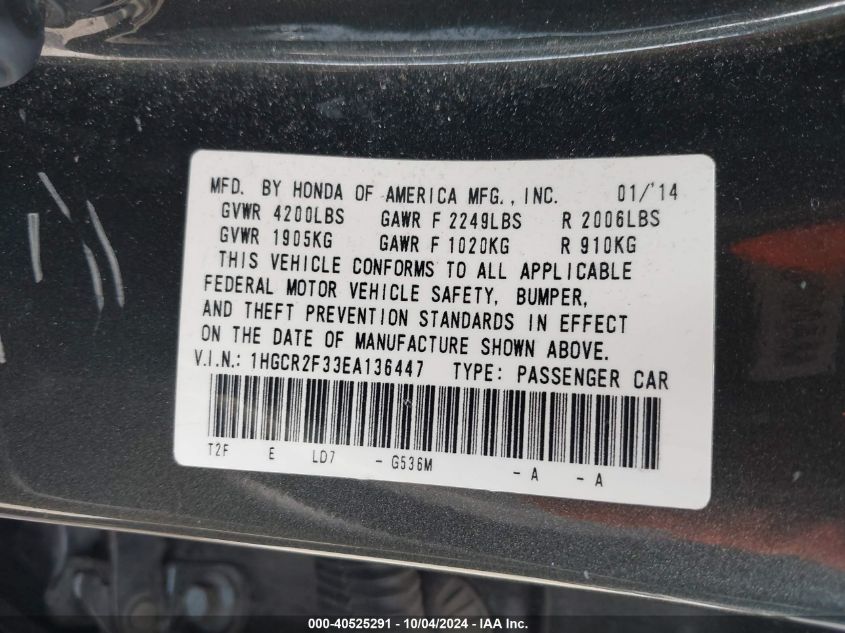 MFD. BY HONDA OF AMERICA MFG., INC. 01/'14
GVWR 4200LBS GAWR F 2249LBS R 2006LBS
GVWR 1905KG GAWR F 1020KG R 910KG
THIS VEHICLE CONFORMS TO ALL APPLICABLE
FEDERAL MOTOR VEHICLE SAFETY, BUMPER,
AND THEFT PREVENTION STANDARDS IN EFFECT
ON THE DATE OF MANUFACTURE SHOWN ABOVE.
V.I.N.: 1HGCR2F33EA136447 TYPE: PASSENGER CAR
T2F E LD7 - G536M - A - A
000-40525291 - 10/04/2024 - IAA Inc.